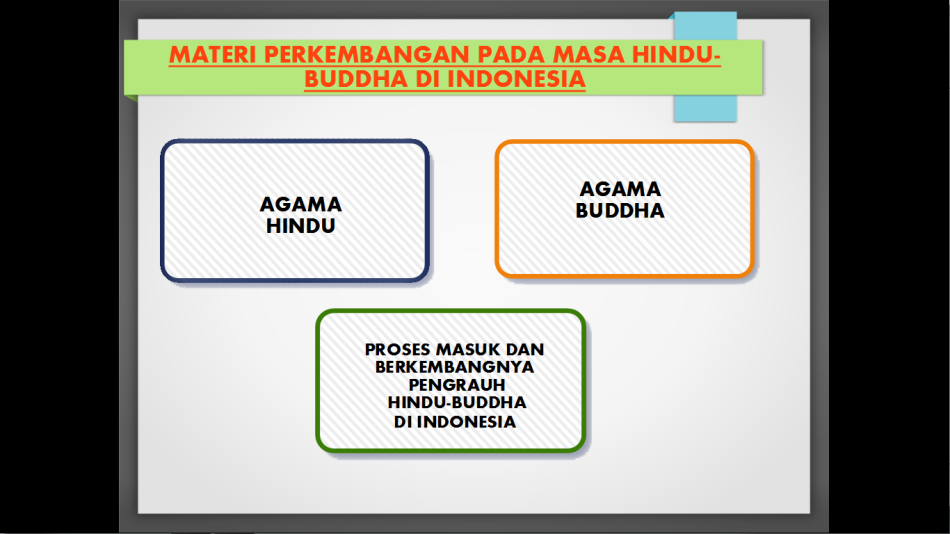 MATERI PERKEMBANGAN PADA MASA HINDU-
BUDDHA DI INDONESIA
AGAMA
HINDU
AGAMA
BUDDHA
PROSES MASUK DAN
BERKEMBANGNYA
PENGRAUH
HINDU-BUDDHA
DI INDONESIA